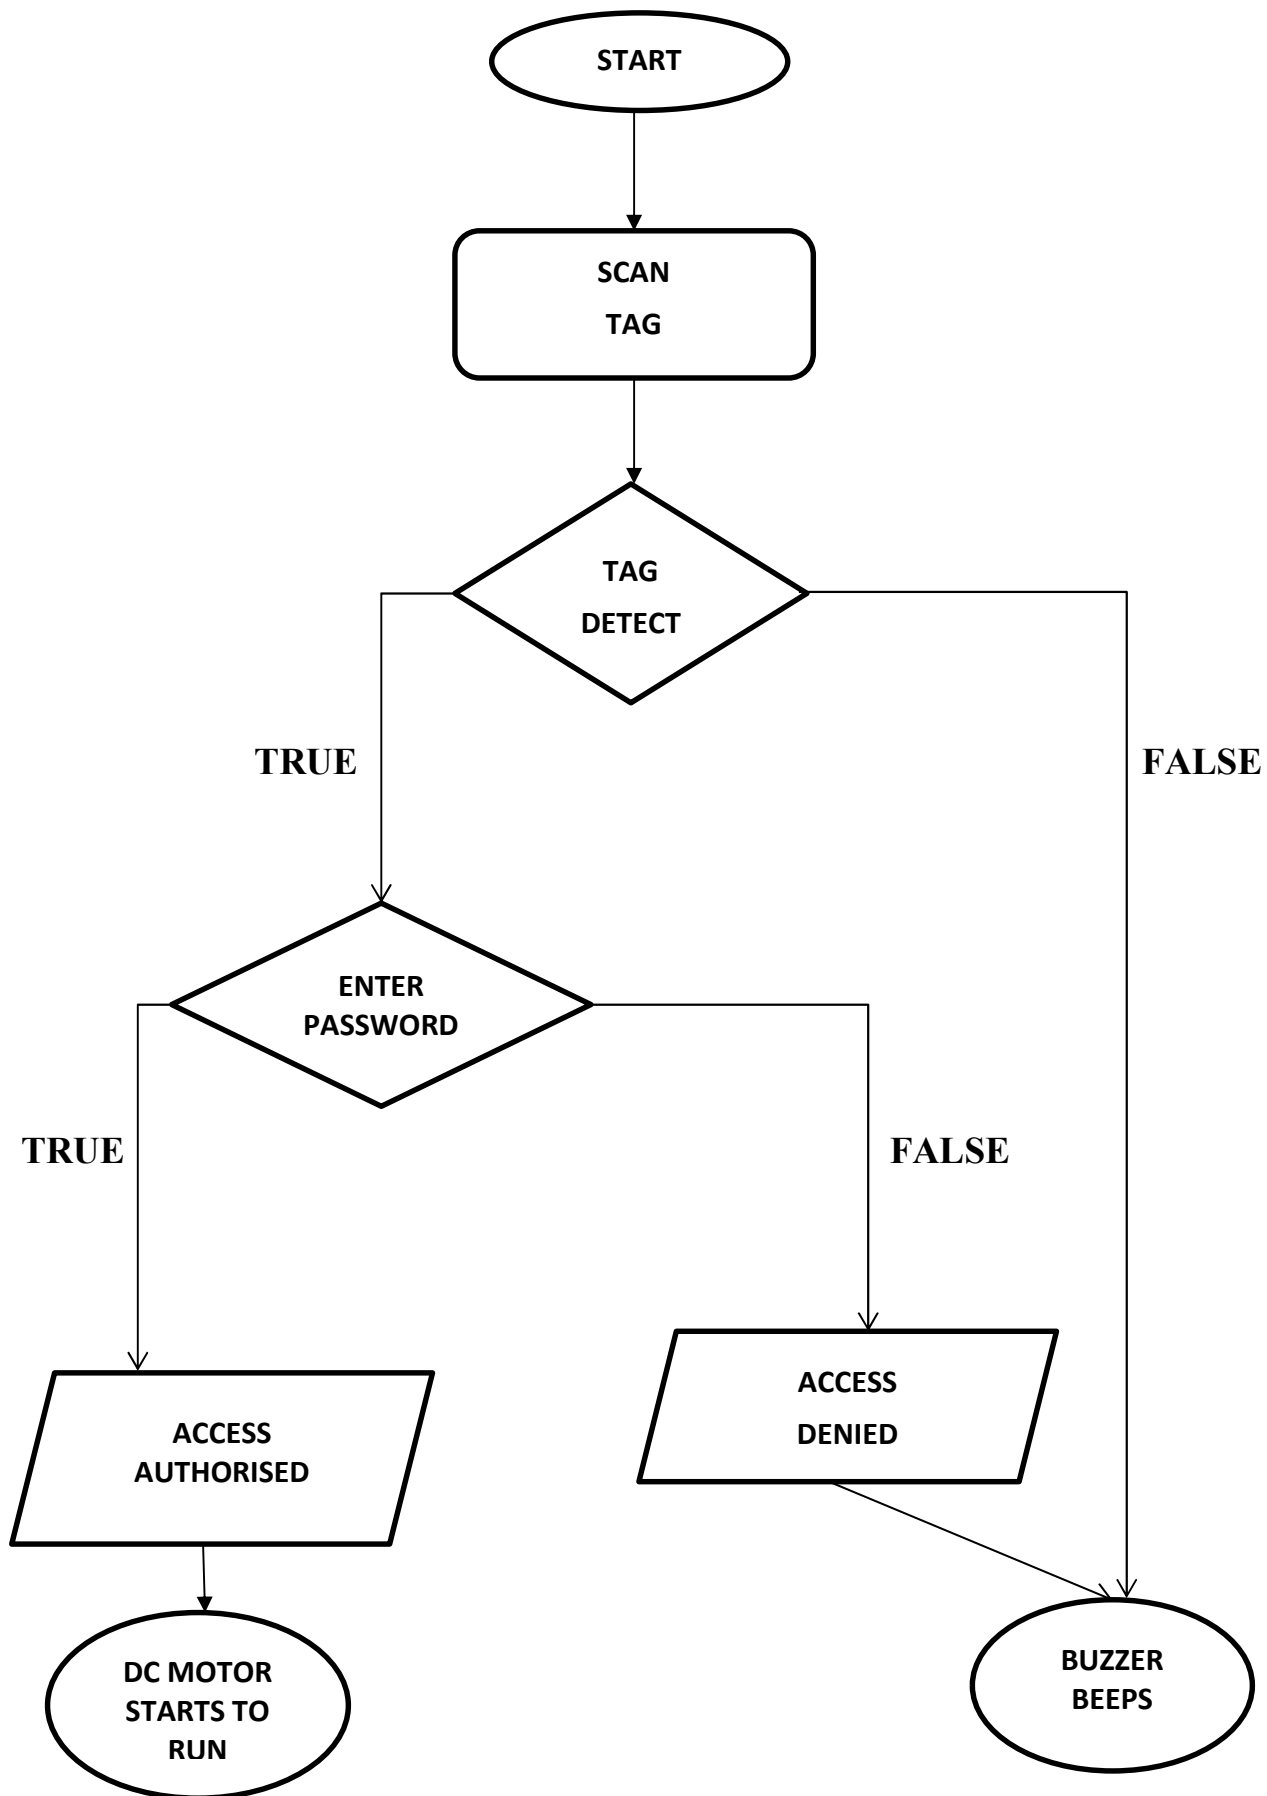 START
SCAN
TAG
TAG
DETECT
TRUE
FALSE
ENTER
PASSWORD
TRUE
FALSE
ACCESS
DENIED
ACCESS
AUTHORISED
BUZZER
BEEPS
DC MOTOR
STARTS TO
RUN